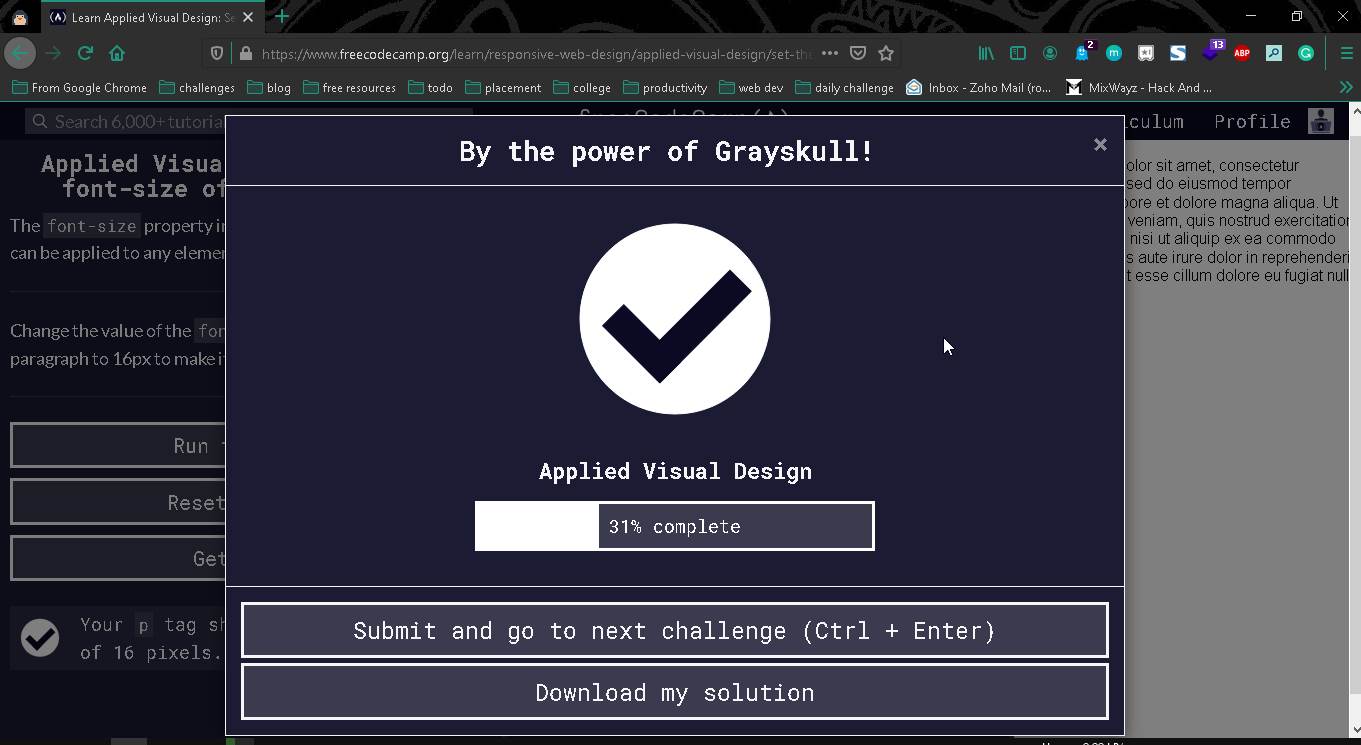 Learn Applied Visual Design: Se
https://www.freecodecamp.org/learn/responsive-web-design/applied-visual-design/set-the
2
13
ABP
From Google Chrome challenges blog free resources todo placement college productivity web dev daily challenge Inbox - Zoho Mail (ro... MixWayz - Hack And ...
Search 6,000+ tutoria
Profile
By the power of Grayskull!
Applied Visua
font-size of
The font-size property in
can be applied to any elemen
Change the value of the fon
paragraph to 16px to make i
Run
Reset
Get
Your p tag sh
of 16 pixels.
Applied Visual Design
31% complete
Submit and go to next challenge (Ctrl + Enter)
Download my solution
olor sit amet, consectetur
sed do eiusmod tempor
ore et dolore magna aliqua. Ut
veniam, quis nostrud exercitation
nisi ut aliquip ex ea commodo
s aute irure dolor in reprehenderi
t esse cillum dolore eu fugiat null